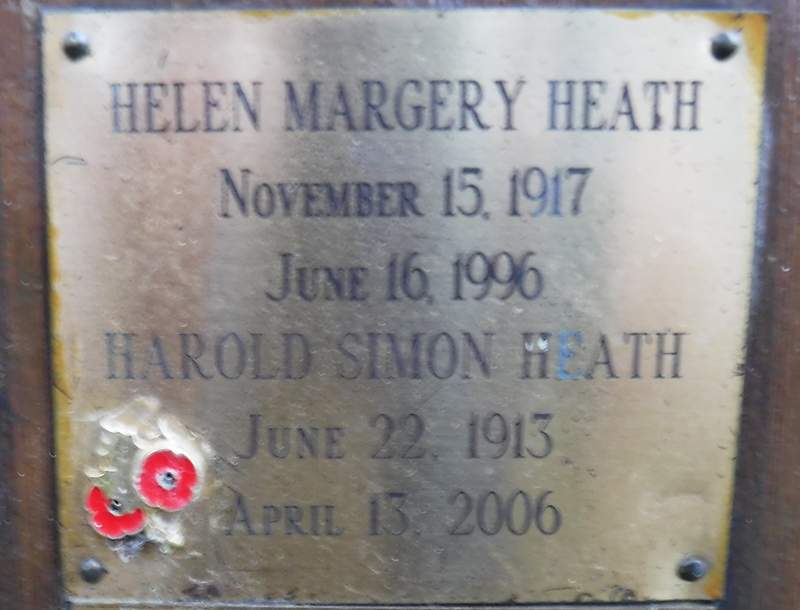 HELEN MARGERY HEATH
NOVEMBER 15, 1917
JUNE 16, 1996
HAROLD SIMON HEATH
JUNE 22, 1913
APRIL 13, 2006